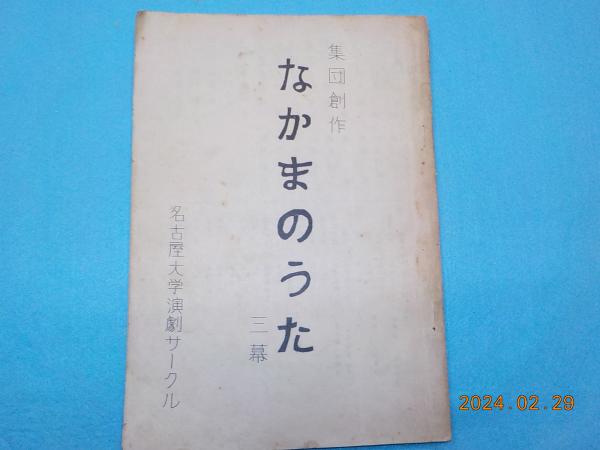 集団創作
なかまのうた
三幕
名古屋大学演劇サークル
2024.02.29